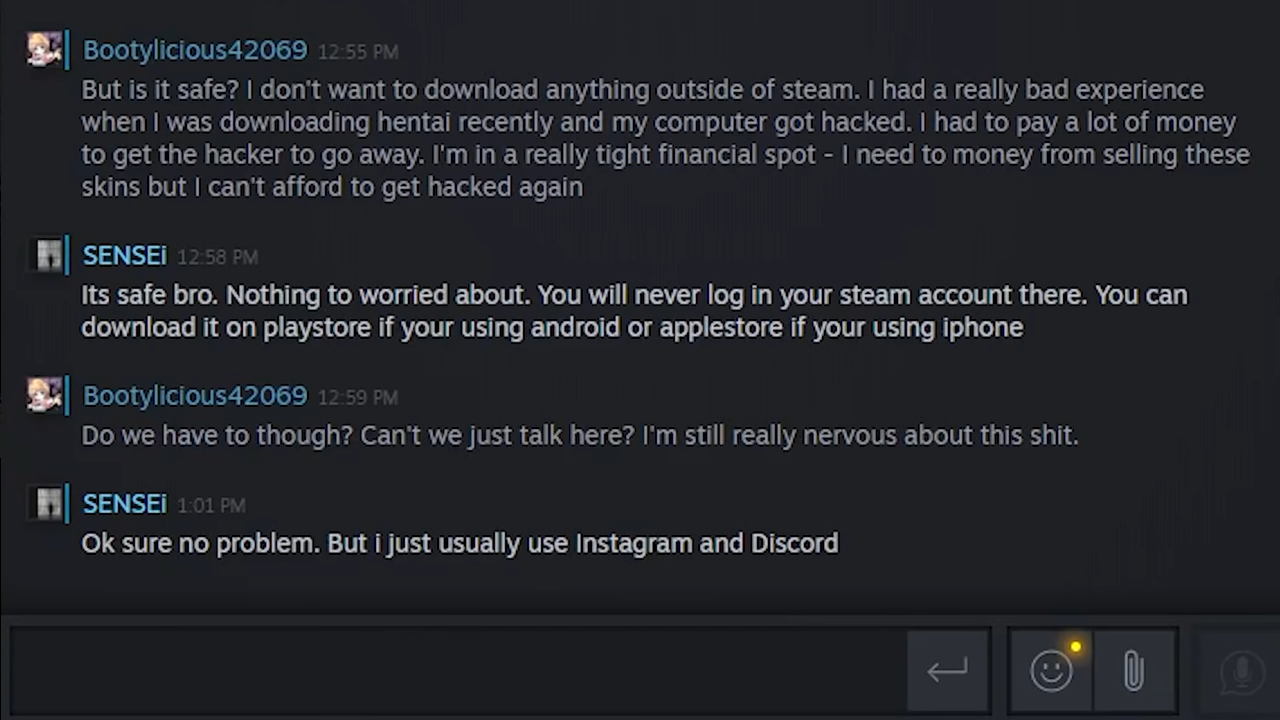 Bootylicious42069 12:55 PM
But is it safe? I don't want to download anything outside of steam. I had a really bad experience
when I was downloading hentai recently and my computer got hacked. I had to pay a lot of money
to get the hacker to go away. I'm in a really tight financial spot - I need to money from selling these
skins but I can't afford to get hacked again
SENSEi 12:58 PM
Its safe bro. Nothing to worried about. You will never log in your steam account there. You can
download it on playstore if your using android or applestore if your using iphone
Bootylicious42069 12:59 PM
Do we have to though? Can't we just talk here? I'm still really nervous about this shit.
SENSEi 1:01 PM
Ok sure no problem. But i just usually use Instagram and Discord